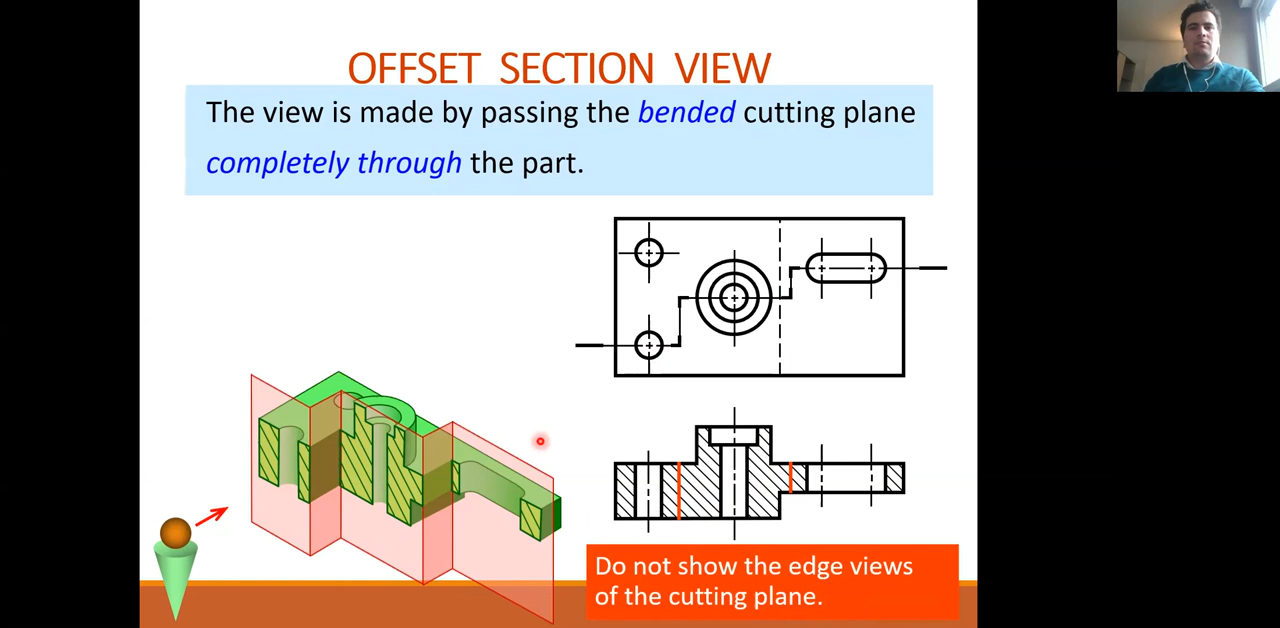 OFFSET SECTION VIEW
The view is made by passing the bended cutting plane
completely through the part.
Do not show the edge views
of the cutting plane.